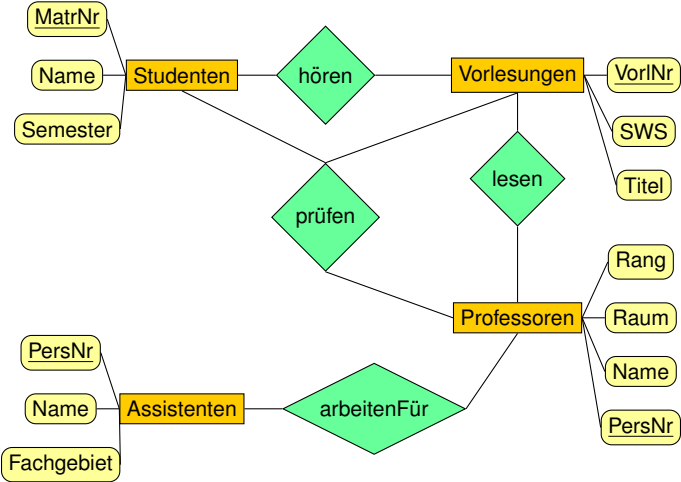 MatrNr
Name
Semester
Studenten
hören
Vorlesungen
VorlNr
SWS
Titel
lesen
prüfen
Rang
Raum
Name
PersNr
Professoren
PersNr
Name
Fachgebiet
Assistenten
arbeitenFür